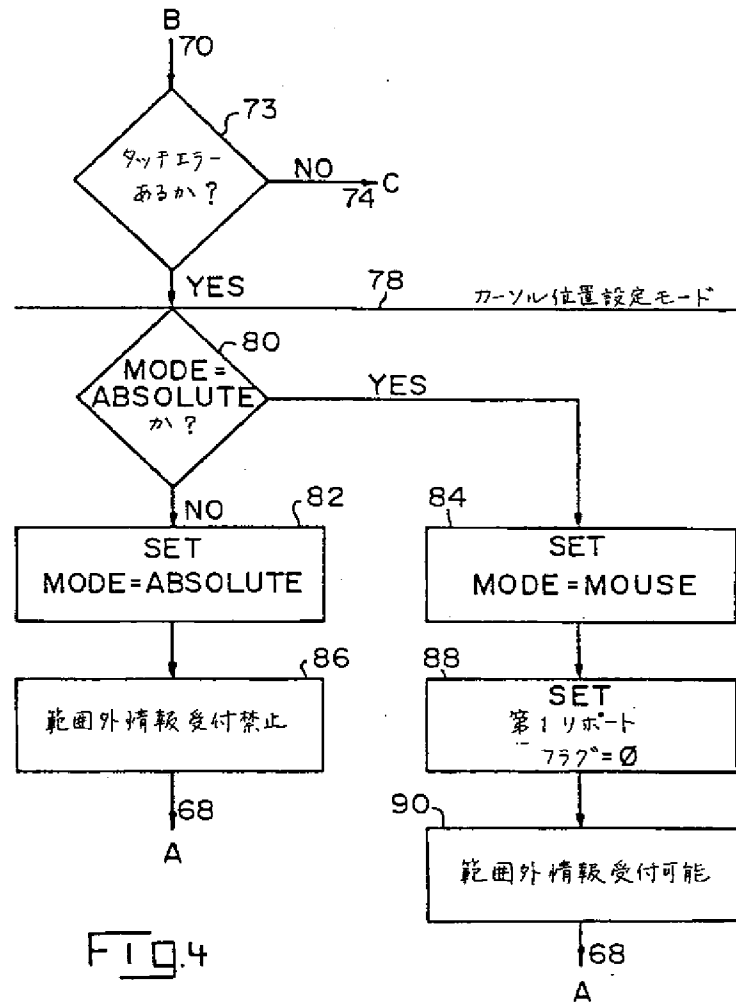 B
70
73
タッチエラー
あるか?
NO
74
C
YES
78
カーソル位置設定モード
80
MODE=
ABSOLUTE
か?
YES
NO
82
SET
MODE=ABSOLUTE
84
SET
MODE=MOUSE
86
範囲外情報受付禁止
88
SET
第1リポート
フラグ=Ø
68
A
90
範囲外情報受付可能
68
A
Fig.4